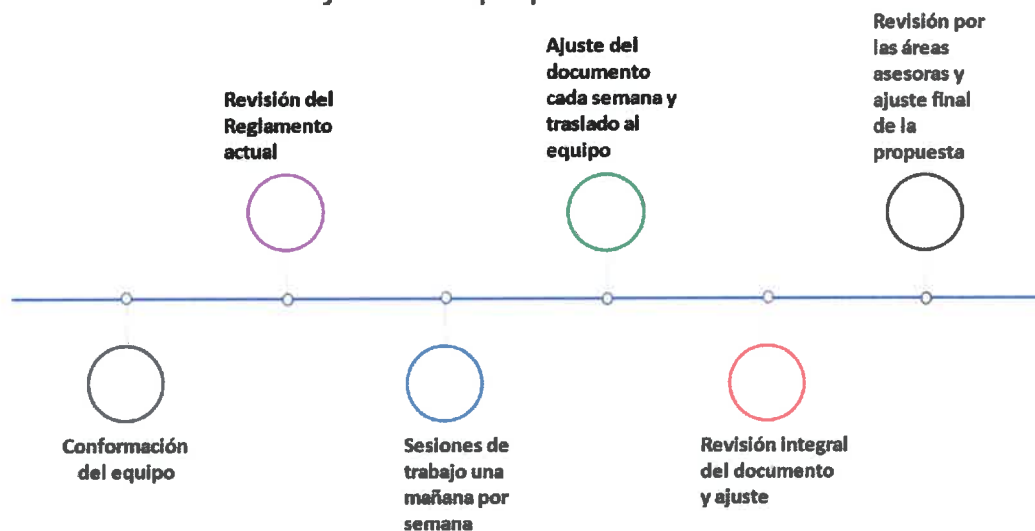 Conformación
del equipo
Revisión del
Reglamento
actual
Sesiones de
trabajo una
mañana por
semana
Ajuste del
documento
cada semana y
traslado al
equipo
Revisión integral
del documento
y ajuste
Revisión por
las áreas
asesoras y
ajuste final
de la
propuesta